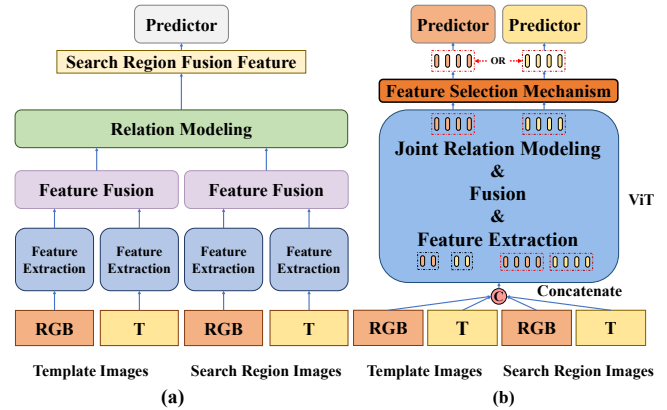 Predictor
Search Region Fusion Feature
Relation Modeling
Feature Fusion
Feature Fusion
Feature
Extraction
Feature
Extraction
Feature
Extraction
Feature
Extraction
RGB
T
RGB
T
Template Images
Search Region Images
(a)
Predictor
Predictor
OR
Feature Selection Mechanism
Joint Relation Modeling
&
Fusion
&
Feature Extraction
ViT
C
Concatenate
RGB
T
RGB
T
Template Images
Search Region Images
(b)